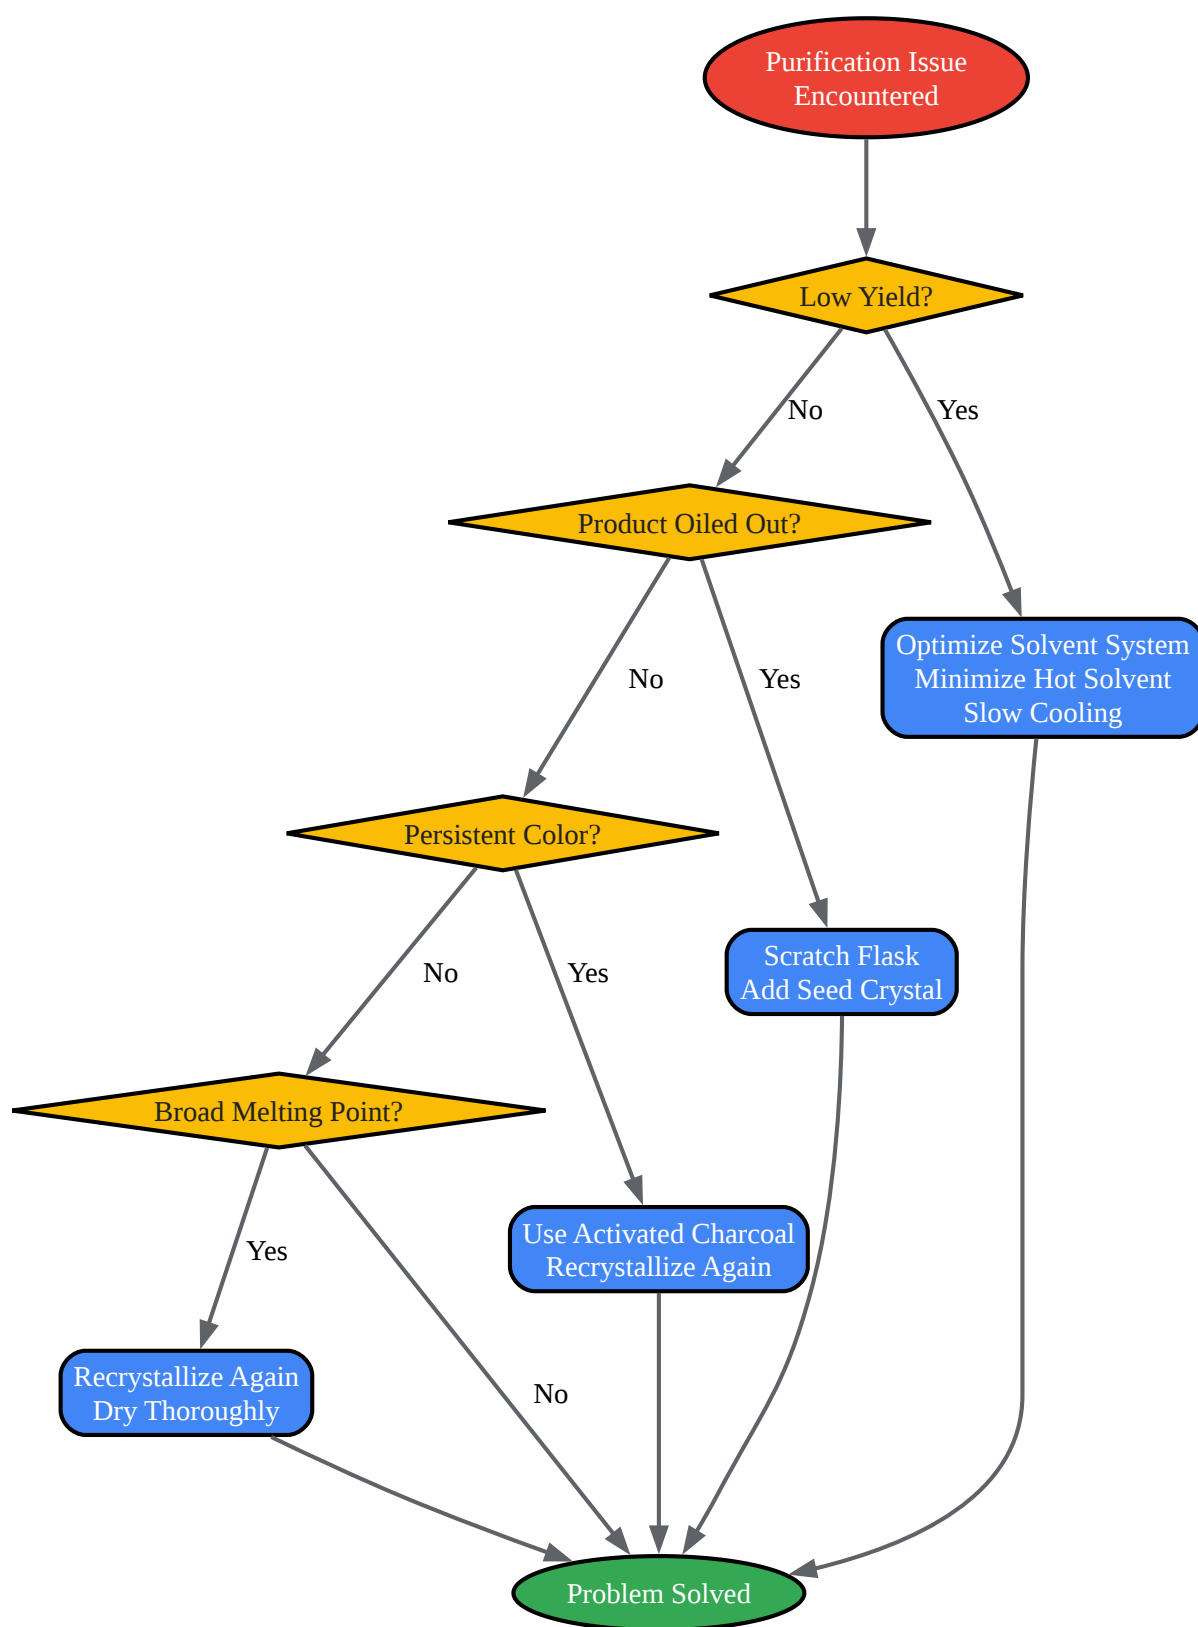 Purification Issue
Encountered
Low Yield?
No
Yes
Product Oiled Out?
Optimize Solvent System
Minimize Hot Solvent
Slow Cooling
No
Yes
Persistent Color?
Scratch Flask
Add Seed Crystal
No
Yes
Broad Melting Point?
Use Activated Charcoal
Recrystallize Again
Yes
Recrystallize Again
Dry Thoroughly
No
Problem Solved